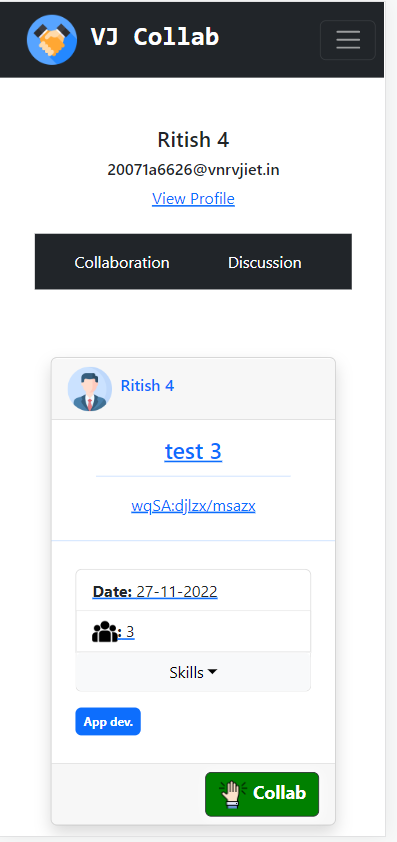 VJ Collab
Ritish 4
20071a6626@vnrvjiet.in
View Profile
Collaboration Discussion
Ritish 4
test 3
wqSA:djlzx/msazx
Date: 27-11-2022
: 3
Skills
App dev.
Collab